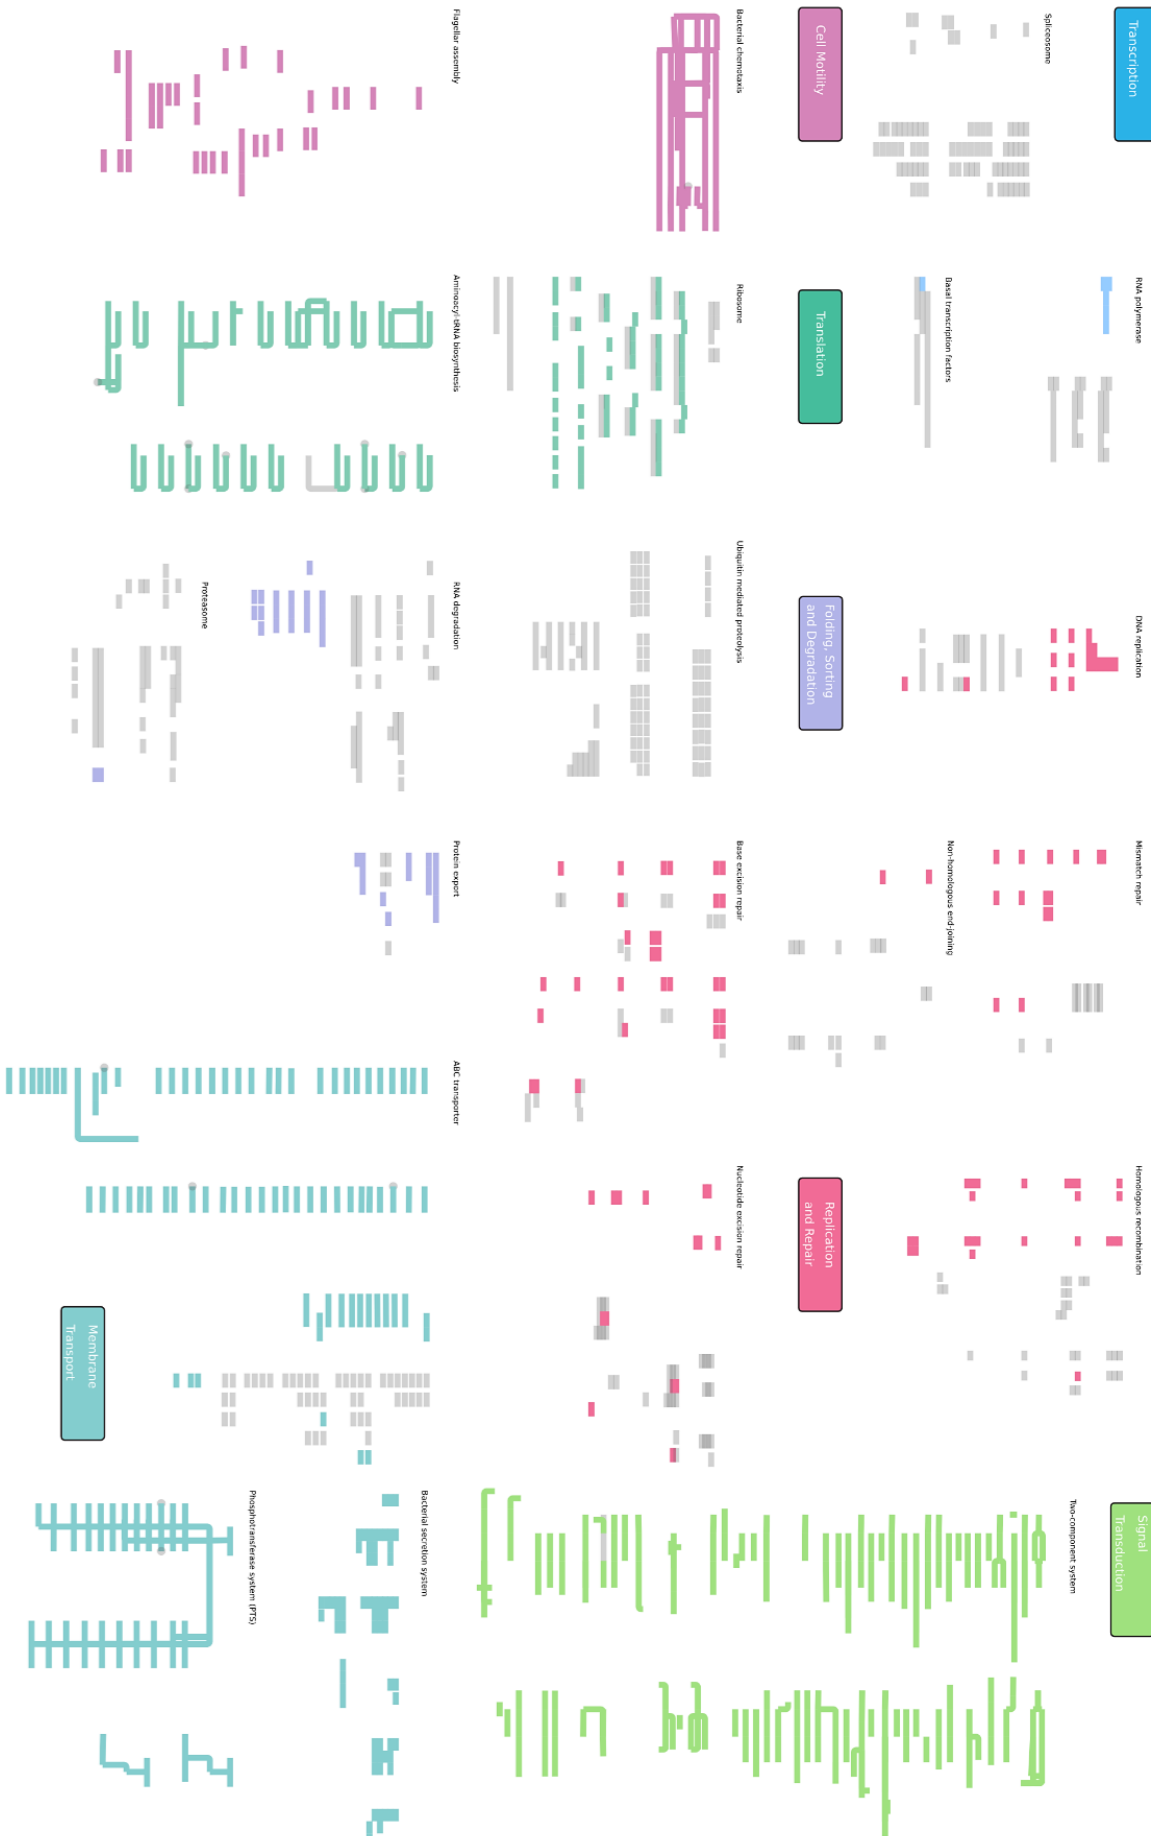 Transcription
RNA polymerase
DNA replication
Mismatch repair
Homologous recombination
Signal
Transduction
Two-component system
Spliceosome
Basal transcription factors
Non-homologous end-joining
Cell Motility
Translation
Folding, Sorting
and Degradation
Replication
and Repair
Bacterial chemotaxis
Ribosome
Ubiquitin mediated proteolysis
Base excision repair
Nucleotide excision repair
Flagellar assembly
Aminoacyl-tRNA biosynthesis
RNA degradation
Protein export
ABC transporter
Bacterial secretion system
Phosphotransferase system (PTS)
Proteasome
Membrane
Transport